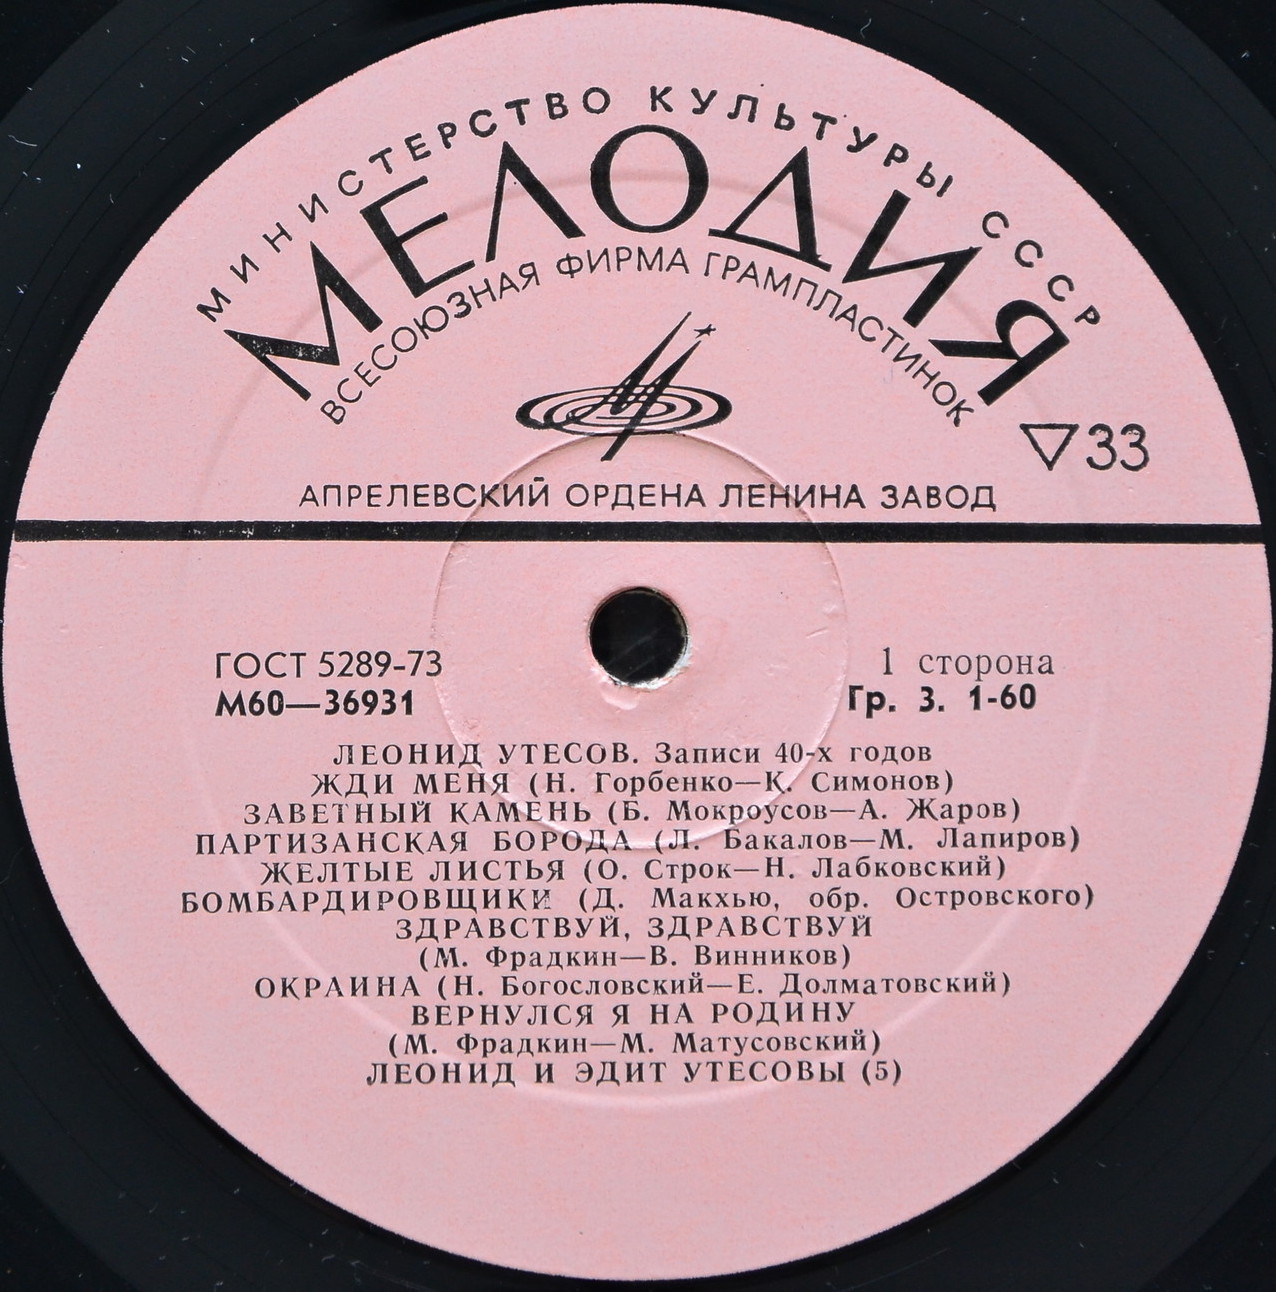 МИНИСТЕРСТВО КУЛЬТУРЫ СССР
МЕЛОДИЯ
ВСЕСОЮЗНАЯ ФИРМА ГРАМПЛАСТИНОК
▽33
АПРЕЛЕВСКИЙ ОРДЕНА ЛЕНИНА ЗАВОД
ГОСТ 5289-73
1 сторона
М60—36931
Гр. 3. 1-60
ЛЕОНИД УТЕСОВ. Записи 40-х годов
ЖДИ МЕНЯ (Н. Горбенко—К. Симонов)
ЗАВЕТНЫЙ КАМЕНЬ (Б. Мокроусов—А. Жаров)
ПАРТИЗАНСКАЯ БОРОДА (Л. Бакалов—М. Лапиров)
ЖЕЛТЫЕ ЛИСТЬЯ (О. Строк—Н. Лабковский)
БОМБАРДИРОВЩИКИ (Д. Макхью, обр. Островского)
ЗДРАВСТВУЙ, ЗДРАВСТВУЙ
(М. Фрадкин—В. Винников)
ОКРАИНА (Н. Богословский—Е. Долматовский)
ВЕРНУЛСЯ Я НА РОДИНУ
(М. Фрадкин—М. Матусовский)
ЛЕОНИД И ЭДИТ УТЕСОВЫ (5)